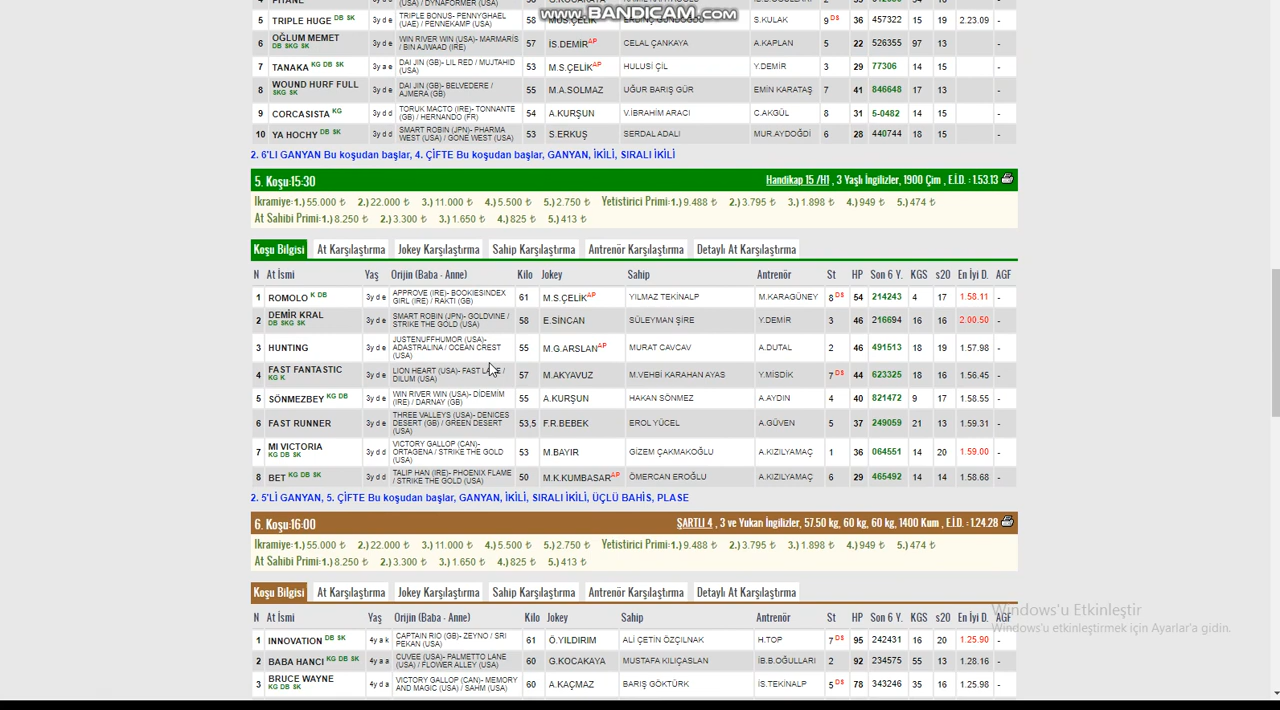 www.BANDICAM.com
5 TRIPLE HUGE DB SK 3y d e TRIPLE BONUS- PENNYGHAEL (UAE) / PENNEKAMP (USA) 58 S.KULAK 9 DS 36 457322 15 19 2.23.09 -
6 OĞLUM MEMET DB SKG SK 3y d e WIN RIVER WIN (USA)- MARMARİS / BIN AJWAAD (IRE) 57 İS.DEMİR AP CELAL ÇANKAYA A.KAPLAN 5 22 526355 97 13 -
7 TANAKA KG DB SK 3y a e DAI JIN (GB)- LIL RED / MUJTAHID (USA) 53 M.S.ÇELİK AP HULUSİ ÇİL Y.DEMİR 3 29 77306 14 15 -
8 WOUND HURF FULL SKG SK 3y d e DAI JIN (GB)- BELVEDERE / AJMERA (GB) 55 M.A.SOLMAZ UĞUR BARIŞ GÜR EMİN KARATAŞ 7 41 846648 17 13 -
9 CORCASISTA KG 3y d d TORUK MACTO (IRE)- TONNANTE (GB) / HERNANDO (FR) 54 A.KURŞUN V.İBRAHİM ARACI C.AKGÜL 8 31 5-0482 14 15 -
10 YA HOCHY DB SK 3y d d SMART ROBIN (JPN)- PHARMA WEST (USA) / GONE WEST (USA) 53 S.ERKUŞ SERDAL ADALI MUR.AYDOĞDİ 6 28 440744 18 15 -
2. 6'LI GANYAN Bu koşudan başlar, 4. ÇİFTE Bu koşudan başlar, GANYAN, İKİLİ, SIRALI İKİLİ
5. Koşu:15:30 Handikap 15 /H1 , 3 Yaşlı İngilizler, 1900 Çim , E.İ.D. : 1.53.13
Ikramiye:1.) 55.000 ₺ 2.) 22.000 ₺ 3.) 11.000 ₺ 4.) 5.500 ₺ 5.) 2.750 ₺ Yetistirici Primi:1.) 9.488 ₺ 2.) 3.795 ₺ 3.) 1.898 ₺ 4.) 949 ₺ 5.) 474 ₺
At Sahibi Primi:1.) 8.250 ₺ 2.) 3.300 ₺ 3.) 1.650 ₺ 4.) 825 ₺ 5.) 413 ₺
Koşu Bilgisi At Karşılaştırma Jokey Karşılaştırma Sahip Karşılaştırma Antrenör Karşılaştırma Detaylı At Karşılaştırma
N At İsmi Yaş Orijin (Baba - Anne) Kilo Jokey Sahip Antrenör St HP Son 6 Y. KGS s20 En İyi D. AGF
1 ROMOLO K DB 3y d e APPROVE (IRE)- BOOKIESINDEX GIRL (IRE) / RAKTI (GB) 61 M.S.ÇELİK AP YILMAZ TEKİNALP M.KARAGÜNEY 8 DS 54 214243 4 17 1.58.11 -
2 DEMİR KRAL DB SKG SK 3y d e SMART ROBIN (JPN)- GOLDVINE / STRIKE THE GOLD (USA) 58 E.SİNCAN SÜLEYMAN ŞİRE Y.DEMİR 3 46 216694 16 16 2.00.50 -
3 HUNTING 3y d e JUSTENUFFHUMOR (USA)- ADASTRALINA / OCEAN CREST (USA) 55 M.G.ARSLAN AP MURAT CAVCAV A.DUTAL 2 46 491513 18 19 1.57.98 -
4 FAST FANTASTIC KG K 3y d e LION HEART (USA)- FAST LANE / DILUM (USA) 57 M.AKYAVUZ M.VEHBİ KARAHAN AYAS Y.MISDIK 7 DS 44 623325 18 16 1.56.45 -
5 SÖNMEZBEY KG DB 3y d e WIN RIVER WIN (USA)- DİDEMİM (IRE) / DARNAY (GB) 55 A.KURŞUN HAKAN SÖNMEZ A.AYDIN 4 40 821472 9 17 1.58.55 -
6 FAST RUNNER 3y d e THREE VALLEYS (USA)- DENICES DESERT (GB) / GREEN DESERT (USA) 53,5 F.R.BEBEK EROL YÜCEL A.GÜVEN 5 37 249059 21 13 1.59.31 -
7 MI VICTORIA KG DB SK 3y d d VICTORY GALLOP (CAN)- ORTAGENA / STRIKE THE GOLD (USA) 53 M.BAYIR GİZEM ÇAKMAKOĞLU A.KIZILYAMAÇ 1 36 064551 14 20 1.59.00 -
8 BET KG DB SK 3y d d TALIP HAN (IRE)- PHOENIX FLAME / STRIKE THE GOLD (USA) 50 M.K.KUMBASAR AP ÖMERCAN EROĞLU A.KIZILYAMAÇ 6 29 465492 14 14 1.58.68 -
2. 5'Lİ GANYAN, 5. ÇİFTE Bu koşudan başlar, GANYAN, İKİLİ, SIRALI İKİLİ, ÜÇLÜ BAHİS, PLASE
6. Koşu:16:00 ŞARTLI 4 , 3 ve Yukarı İngilizler, 57.50 kg, 60 kg, 60 kg, 1400 Kum , E.İ.D. : 1.24.28
Ikramiye:1.) 55.000 ₺ 2.) 22.000 ₺ 3.) 11.000 ₺ 4.) 5.500 ₺ 5.) 2.750 ₺ Yetistirici Primi:1.) 9.488 ₺ 2.) 3.795 ₺ 3.) 1.898 ₺ 4.) 949 ₺ 5.) 474 ₺
At Sahibi Primi:1.) 8.250 ₺ 2.) 3.300 ₺ 3.) 1.650 ₺ 4.) 825 ₺ 5.) 413 ₺
Koşu Bilgisi At Karşılaştırma Jokey Karşılaştırma Sahip Karşılaştırma Antrenör Karşılaştırma Detaylı At Karşılaştırma
N At İsmi Yaş Orijin (Baba - Anne) Kilo Jokey Sahip Antrenör St HP Son 6 Y. KGS s20 En İyi D. AGF
1 INNOVATION DB SK 4y a k CAPTAIN RIO (GB)- ZEYNO / SRI PEKAN (USA) 61 Ö.YILDIRIM ALİ ÇETİN ÖZÇILNAK H.TOP 7 DS 95 242431 16 20 1.25.90 -
2 BABA HANCI KG DB SK 4y a a CUVEE (USA)- PALMETTO LANE (USA) / FLOWER ALLEY (USA) 60 G.KOCAKAYA MUSTAFA KILIÇASLAN İB.B.OĞULLARI 2 92 234575 55 13 1.28.16 -
3 BRUCE WAYNE KG DB SK 4y d a VICTORY GALLOP (CAN)- MEMORY AND MAGIC (USA) / SAHM (USA) 60 A.KAÇMAZ BARIŞ GÖKTÜRK İS.TEKİNALP 5 DS 78 343246 35 16 1.25.98 -
Windows'u Etkinleştir
Windows'u etkinleştirmek için Ayarlar'a gidin.